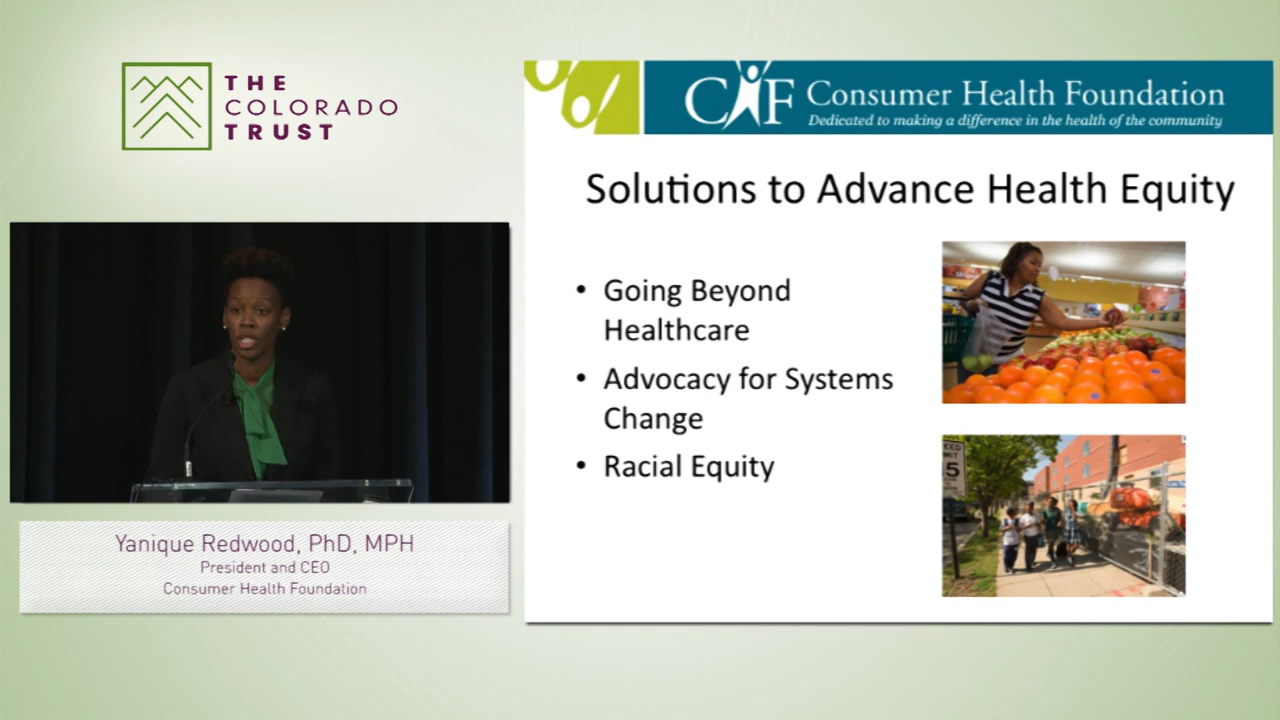 THE
COLORADO
TRUST
Yanique Redwood, PhD, MPH
President and CEO
Consumer Health Foundation
CHF Consumer Health Foundation
Dedicated to making a difference in the health of the community
Solutions to Advance Health Equity
• Going Beyond
Healthcare
• Advocacy for Systems
Change
• Racial Equity